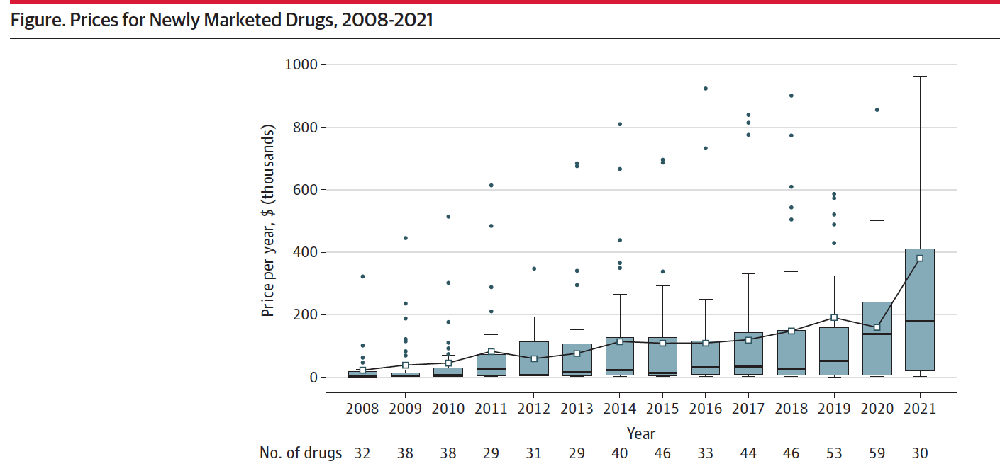 Figure. Prices for Newly Marketed Drugs, 2008-2021
1000
800
600
400
200
0
Price per year, $ (thousands)
2008 2009 2010 2011 2012 2013 2014 2015 2016 2017 2018 2019 2020 2021
Year
No. of drugs 32 38 38 29 31 29 40 46 33 44 46 53 59 30